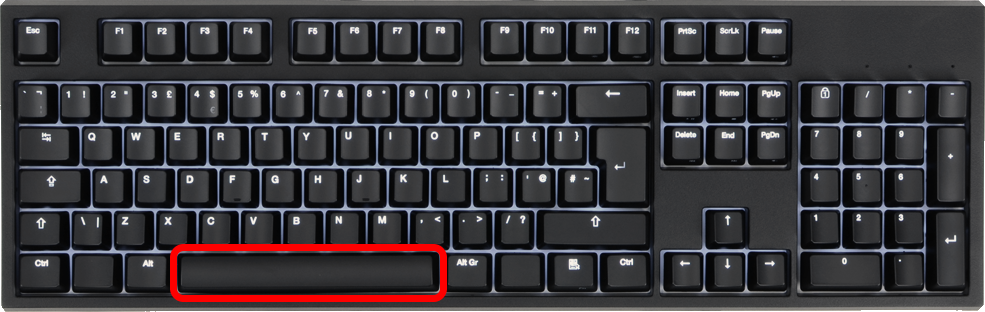 Esc F1 F2 F3 F4 F5 F6 F7 F8 F9 F10 F11 F12 PrtSc ScrLk Pause
` ¬ ¦ 1 ! 2 " 3 £ 4 $ € 5 % 6 ^ 7 & 8 * 9 ( 0 ) - _ = + ← Insert Home PgUp / * -
Q W E R T Y U I O P [ { ] } ↵ Delete End PgDn 7 8 9 +
A S D F G H J K L ; : ' @ # ~ 4 5 6
⇧ \ | Z X C V B N M , < . > / ? ⇧ ↑ 1 2 3 ↵
Ctrl Alt Alt Gr Ctrl ← ↓ → 0 .